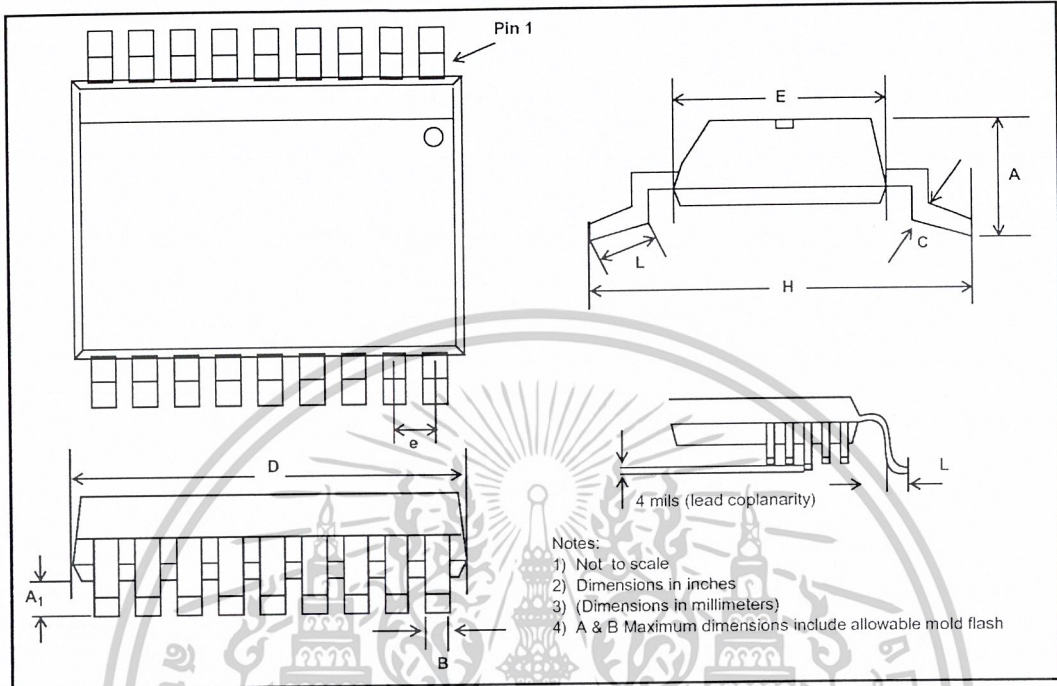 Pin 1
E
A
C
L
H
e
D
L
4 mils (lead coplanarity)
A1
B
Notes:
1) Not to scale
2) Dimensions in inches
3) (Dimensions in millimeters)
4) A & B Maximum dimensions include allowable mold flash